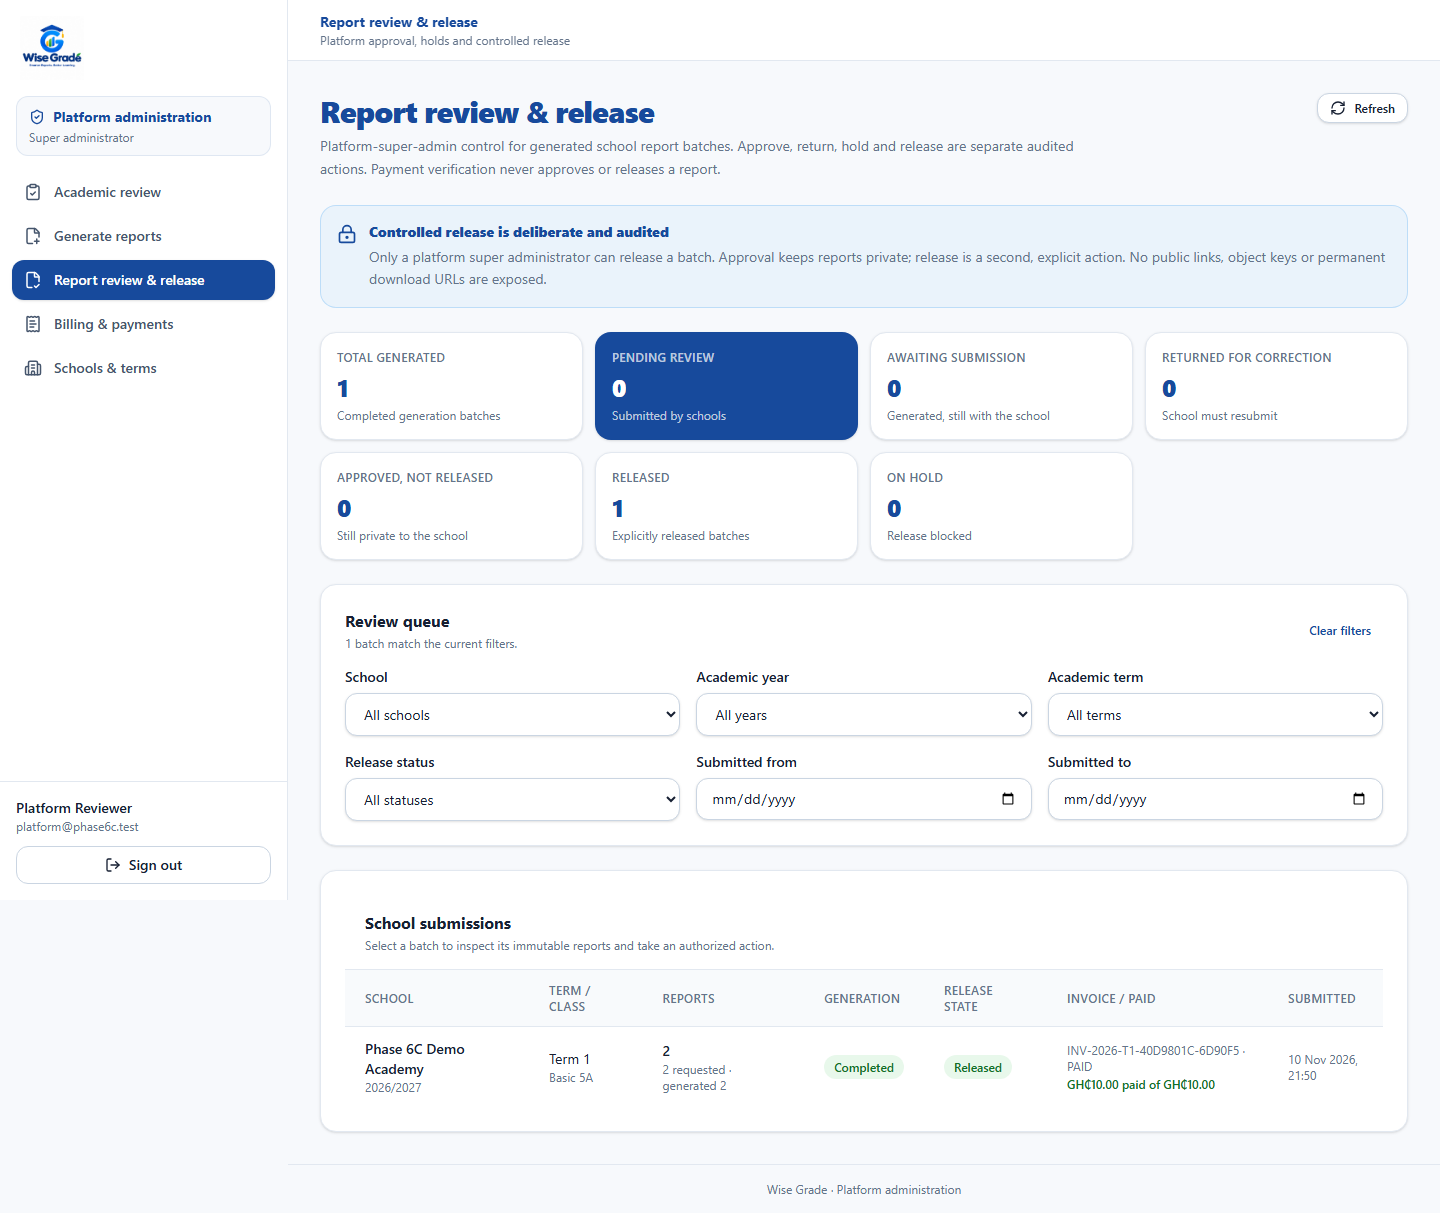 Wise Gradé
Platform administration
Super administrator
Academic review
Generate reports
Report review & release
Billing & payments
Schools & terms
Platform Reviewer
platform@phase6c.test
Sign out
Report review & release
Platform approval, holds and controlled release
Report review & release
Refresh
Platform-super-admin control for generated school report batches. Approve, return, hold and release are separate audited
actions. Payment verification never approves or releases a report.
Controlled release is deliberate and audited
Only a platform super administrator can release a batch. Approval keeps reports private; release is a second, explicit action. No public links, object keys or permanent
download URLs are exposed.
TOTAL GENERATED
1
Completed generation batches
PENDING REVIEW
0
Submitted by schools
AWAITING SUBMISSION
0
Generated, still with the school
RETURNED FOR CORRECTION
0
School must resubmit
APPROVED, NOT RELEASED
0
Still private to the school
RELEASED
1
Explicitly released batches
ON HOLD
0
Release blocked
Review queue
1 batch match the current filters.
Clear filters
School
All schools
Academic year
All years
Academic term
All terms
Release status
All statuses
Submitted from
mm/dd/yyyy
Submitted to
mm/dd/yyyy
School submissions
Select a batch to inspect its immutable reports and take an authorized action.
SCHOOL
TERM /
CLASS
REPORTS
GENERATION
RELEASE
STATE
INVOICE / PAID
SUBMITTED
Phase 6C Demo
Academy
2026/2027
Term 1
Basic 5A
2
2 requested ·
generated 2
Completed
Released
INV-2026-T1-40D9801C-6D90F5 ·
PAID
GH₵10.00 paid of GH₵10.00
10 Nov 2026,
21:50
Wise Grade · Platform administration